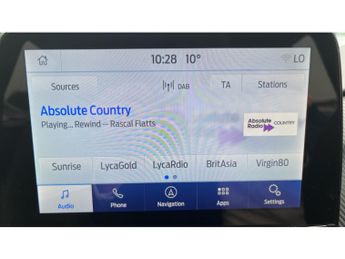 10:28 10° LO
Sources DAB TA Stations
Absolute Country
Playing... Rewind – Rascal Flatts
Absolute Radio COUNTRY
Sunrise LycaGold LycaRdio BritAsia Virgin80
Audio Phone Navigation Apps Settings